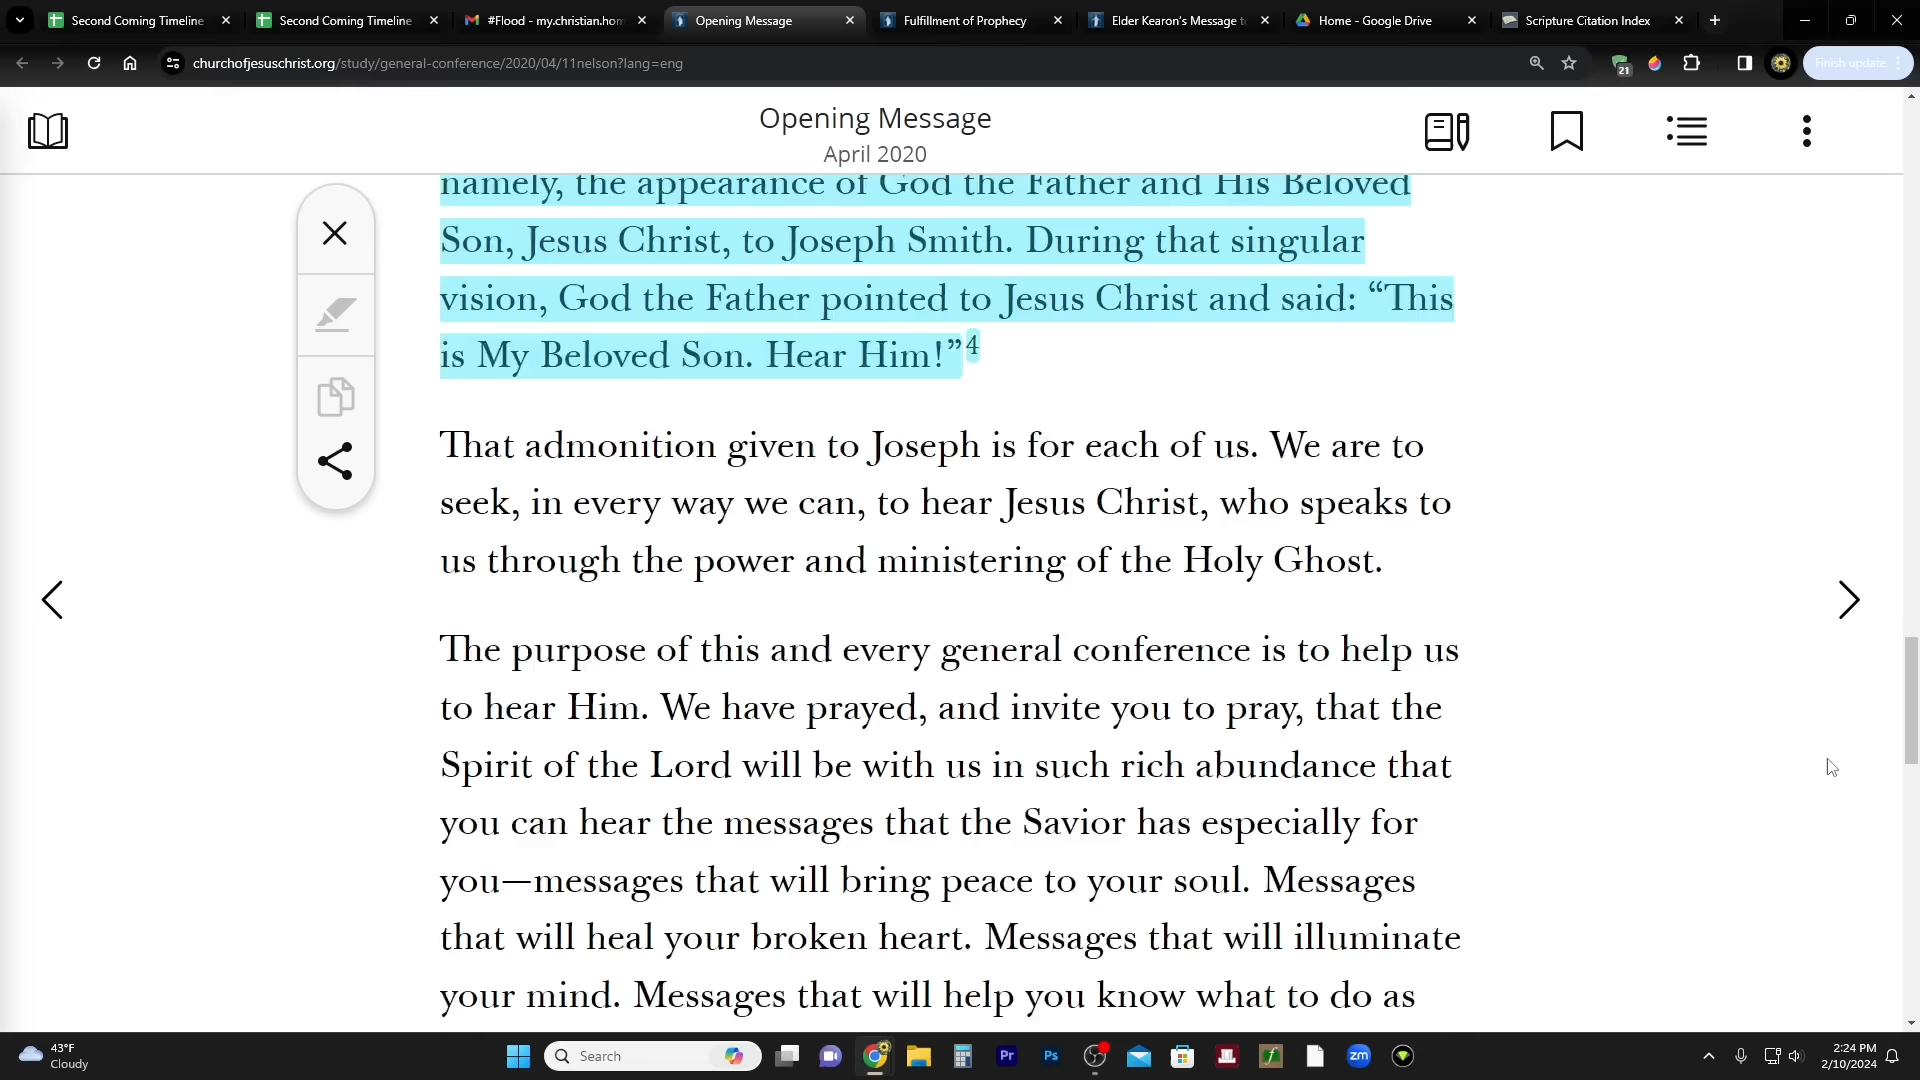 Second Coming Timeline
Second Coming Timeline
#Flood - my.christian.hom
Opening Message
Fulfillment of Prophecy
Elder Kearon's Message to
Home - Google Drive
Scripture Citation Index
churchofjesuschrist.org/study/general-conference/2020/04/11nelson?lang=eng
21
Finish update
Opening Message
April 2020
namely, the appearance of God the Father and His Beloved
Son, Jesus Christ, to Joseph Smith. During that singular
vision, God the Father pointed to Jesus Christ and said: “This
is My Beloved Son. Hear Him!”4
That admonition given to Joseph is for each of us. We are to
seek, in every way we can, to hear Jesus Christ, who speaks to
us through the power and ministering of the Holy Ghost.
The purpose of this and every general conference is to help us
to hear Him. We have prayed, and invite you to pray, that the
Spirit of the Lord will be with us in such rich abundance that
you can hear the messages that the Savior has especially for
you—messages that will bring peace to your soul. Messages
that will heal your broken heart. Messages that will illuminate
your mind. Messages that will help you know what to do as
43°F
Cloudy
Search
Pr
Ps
zm
2:24 PM
2/10/2024